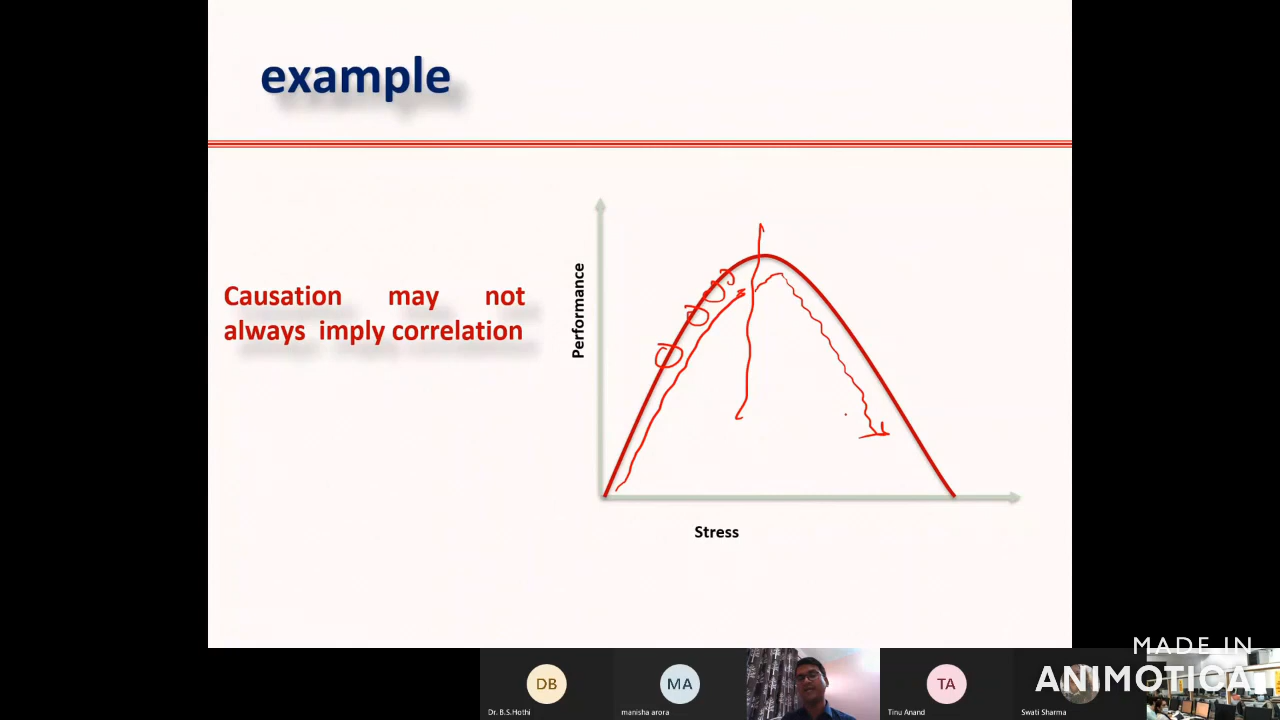 example
Causation may not
always imply correlation
Performance
Stress
DB
Dr. B.S.Hothi
MA
manisha arora
TA
Tinu Anand
Swati Sharma
MADE IN
ANIMOTICA